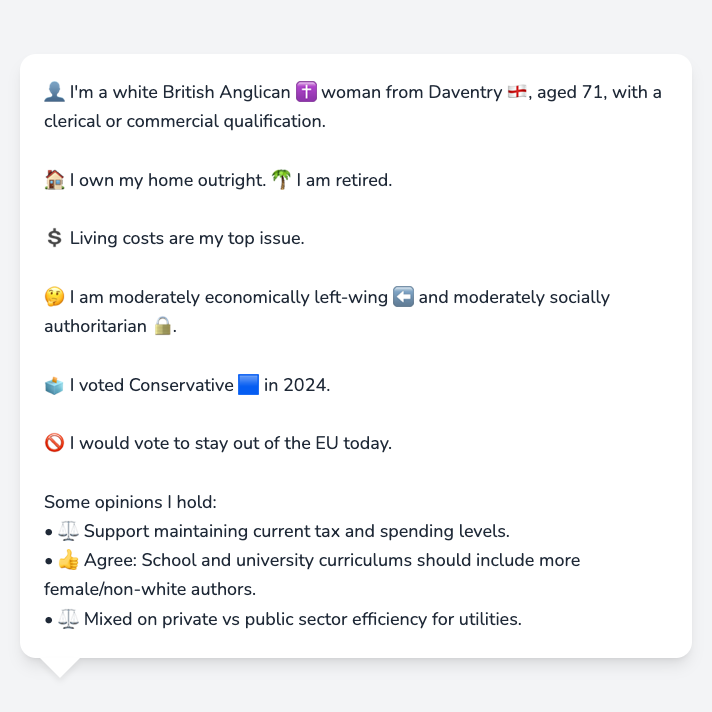 👤 I'm a white British Anglican ✝️ woman from Daventry 🏴󠁧󠁢󠁥󠁮󠁧󠁿, aged 71, with a
clerical or commercial qualification.
🏠 I own my home outright. 🌴 I am retired.
💲 Living costs are my top issue.
🤔 I am moderately economically left-wing ⬅️ and moderately socially
authoritarian 🔒.
🗳️ I voted Conservative 🟦 in 2024.
🚫 I would vote to stay out of the EU today.
Some opinions I hold:
• ⚖️ Support maintaining current tax and spending levels.
• 👍 Agree: School and university curriculums should include more
female/non-white authors.
• ⚖️ Mixed on private vs public sector efficiency for utilities.